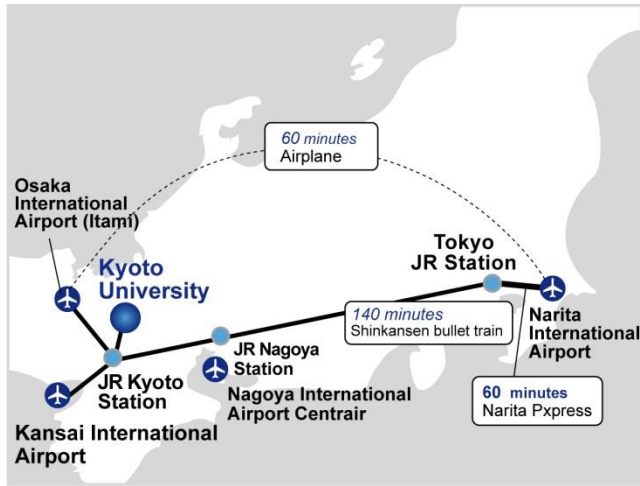 60 minutes
Airplane
Osaka
International
Airport (Itami)
Kyoto
University
Tokyo
JR Station
140 minutes
Shinkansen bullet train
Narita
International
Airport
JR Nagoya
Station
JR Kyoto
Station
Nagoya International
Airport Centrair
60 minutes
Narita Pxpress
Kansai International
Airport